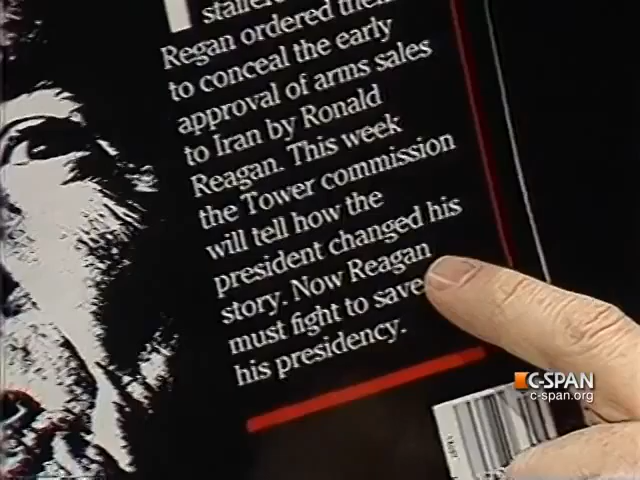 Regan ordered
to conceal the early
approval of arms sales
to Iran by Ronald
Reagan. This week
the Tower commission
will tell how the
president changed his
story. Now Reagan
must fight to save
his presidency.
C-SPAN
c-span.org